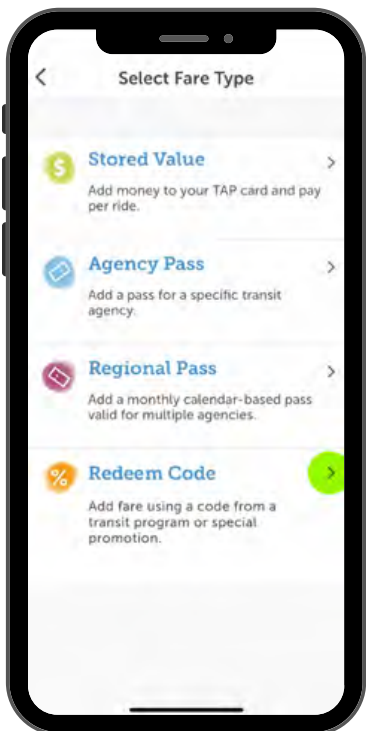 Select Fare Type
$
Stored Value
Add money to your TAP card and pay
per ride.
Agency Pass
Add a pass for a specific transit
agency.
Regional Pass
Add a monthly calendar-based pass
valid for multiple agencies.
%
Redeem Code
Add fare using a code from a
transit program or special
promotion.